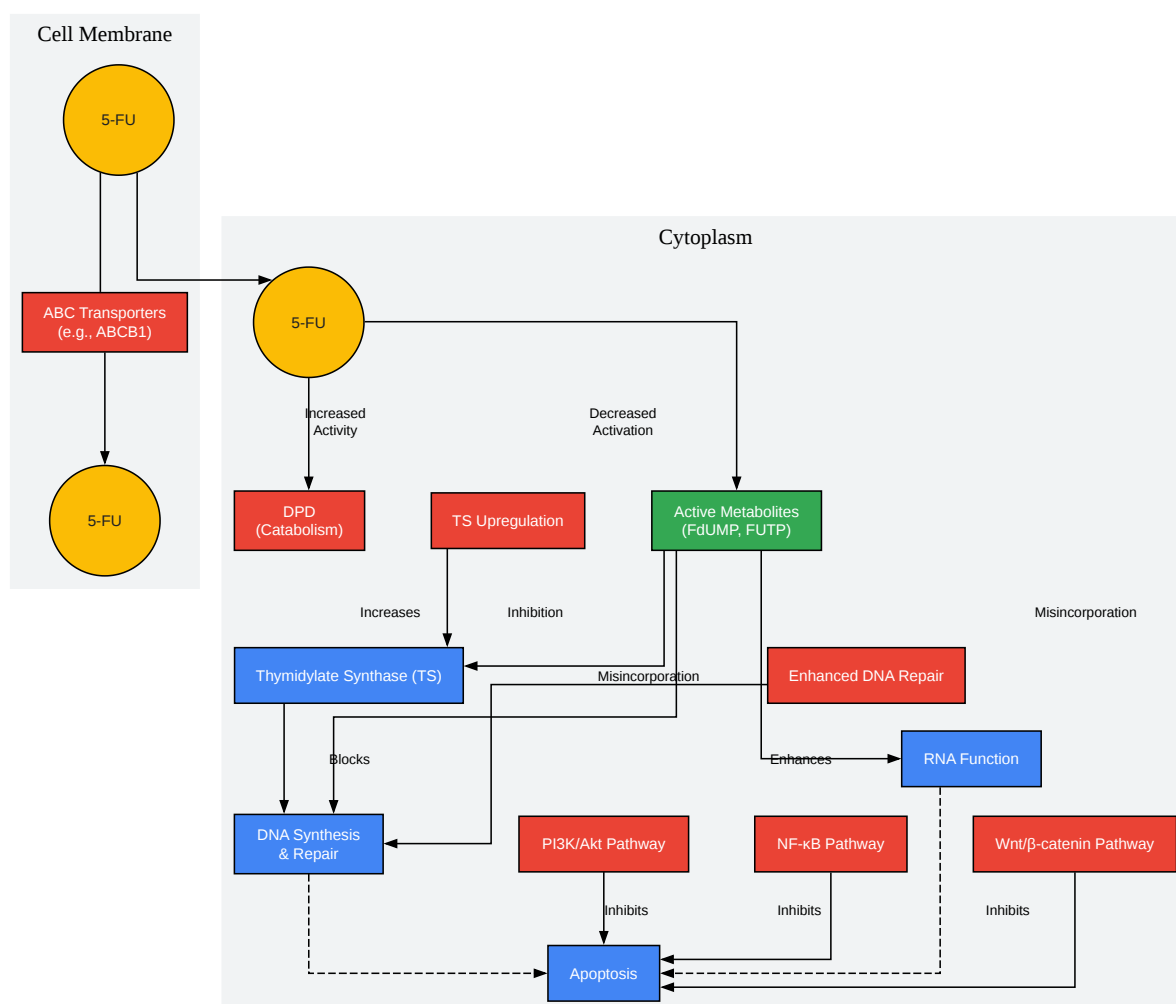 Cell Membrane
5-FU
ABC Transporters
(e.g., ABCB1)
5-FU
Cytoplasm
5-FU
Increased
Activity
Decreased
Activation
DPD
(Catabolism)
TS Upregulation
Active Metabolites
(FdUMP, FUTP)
Increases
Inhibition
Misincorporation
Thymidylate Synthase (TS)
Misincorporation
Enhanced DNA Repair
Blocks
Enhances
RNA Function
DNA Synthesis
& Repair
PI3K/Akt Pathway
NF-κB Pathway
Wnt/β-catenin Pathway
Inhibits
Inhibits
Inhibits
Apoptosis